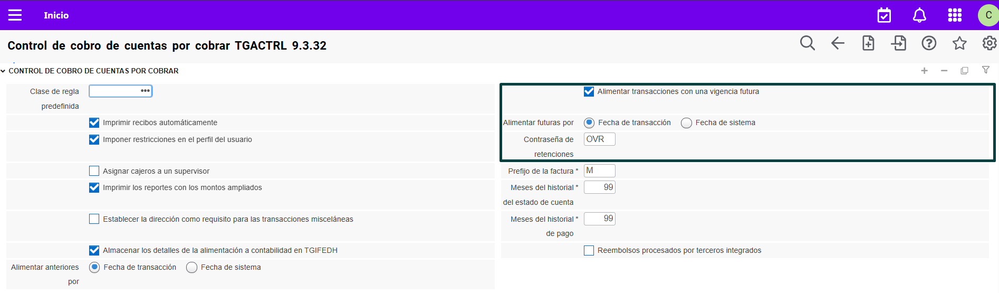 Inicio
C
Control de cobro de cuentas por cobrar TGACTRL 9.3.32
CONTROL DE COBRO DE CUENTAS POR COBRAR
Clase de regla
predefinida
Imprimir recibos automáticamente
Imponer restricciones en el perfil del usuario
Asignar cajeros a un supervisor
Imprimir los reportes con los montos ampliados
Establecer la dirección como requisito para las transacciones misceláneas
Almacenar los detalles de la alimentación a contabilidad en TGIFEDH
Alimentar anteriores
por
Fecha de transacción
Fecha de sistema
Alimentar transacciones con una vigencia futura
Alimentar futuras por
Fecha de transacción
Fecha de sistema
Contraseña de
retenciones
OVR
Prefijo de la factura *
M
Meses del historial *
del estado de cuenta
99
Meses del historial *
de pago
99
Reembolsos procesados por terceros integrados